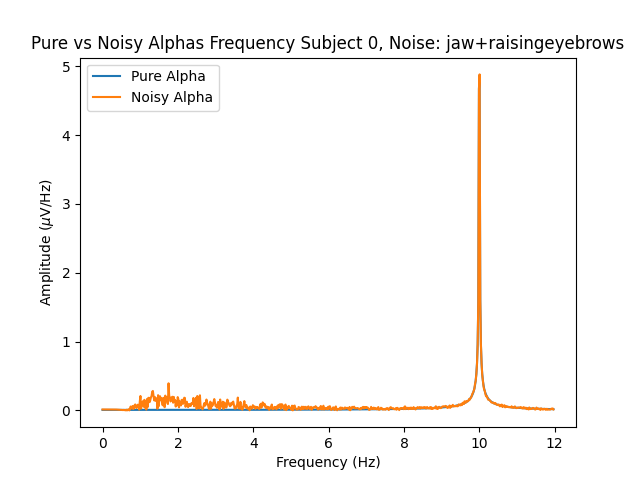 Pure vs Noisy Alphas Frequency Subject 0, Noise: jaw+raisingeyebrows
Pure Alpha
Noisy Alpha
Amplitude (μV/Hz)
5
4
3
2
1
0
0 2 4 6 8 10 12
Frequency (Hz)